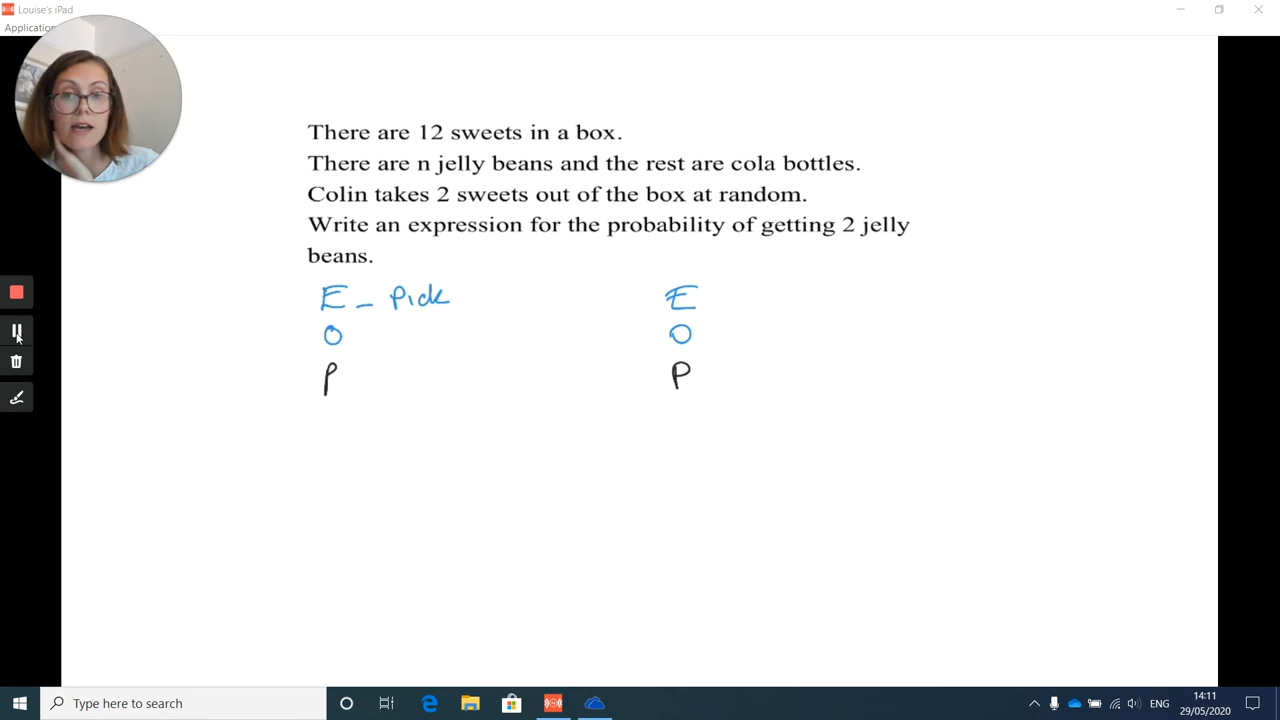 Louise's iPad
Application
There are 12 sweets in a box.
There are n jelly beans and the rest are cola bottles.
Colin takes 2 sweets out of the box at random.
Write an expression for the probability of getting 2 jelly
beans.
E - Pick E
O O
P P
Type here to search
ENG
14:11
29/05/2020